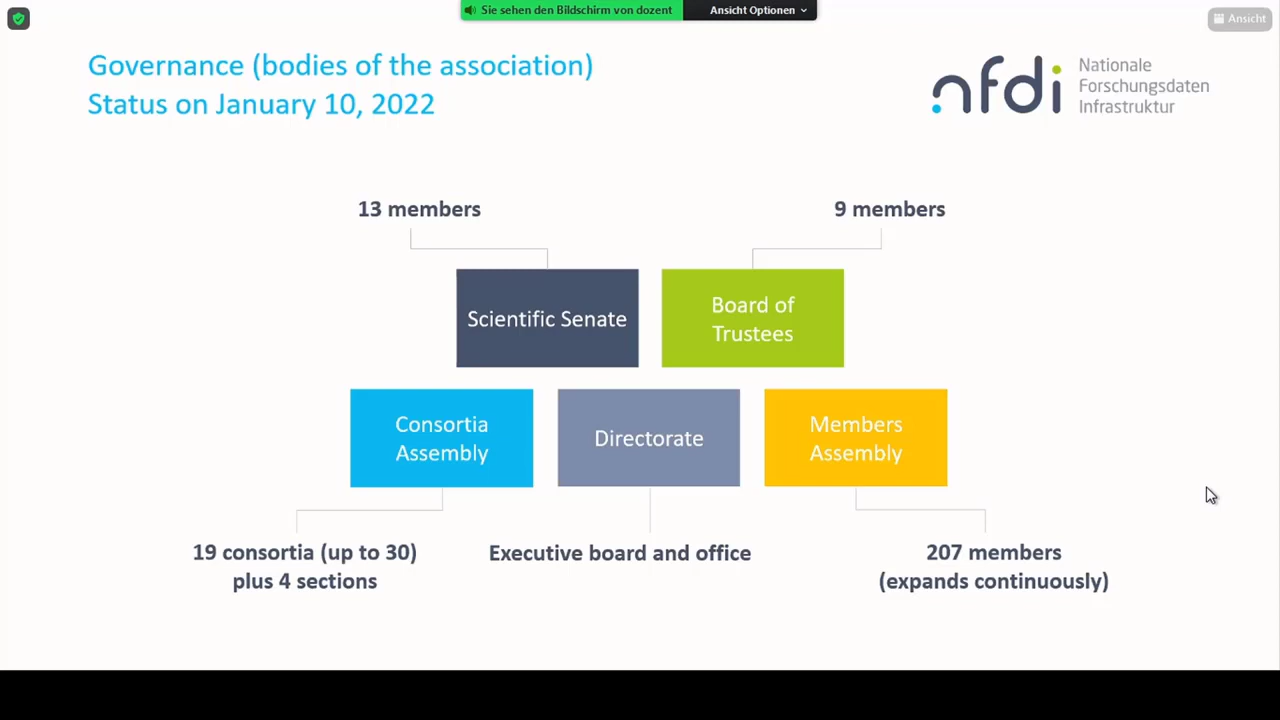 Sie sehen den Bildschirm von dozent
Ansicht Optionen
Ansicht
Governance (bodies of the association)
Status on January 10, 2022
nfdi
Nationale
Forschungsdaten
Infrastruktur
13 members
9 members
Scientific Senate
Board of
Trustees
Consortia
Assembly
Directorate
Members
Assembly
19 consortia (up to 30)
plus 4 sections
Executive board and office
207 members
(expands continuously)